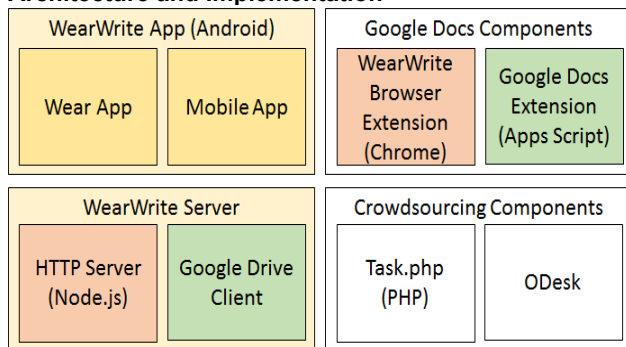 WearWrite App (Android)
Wear App
Mobile App
Google Docs Components
WearWrite
Browser
Extension
(Chrome)
Google Docs
Extension
(Apps Script)
WearWrite Server
HTTP Server
(Node.js)
Google Drive
Client
Crowdsourcing Components
Task.php
(PHP)
ODesk